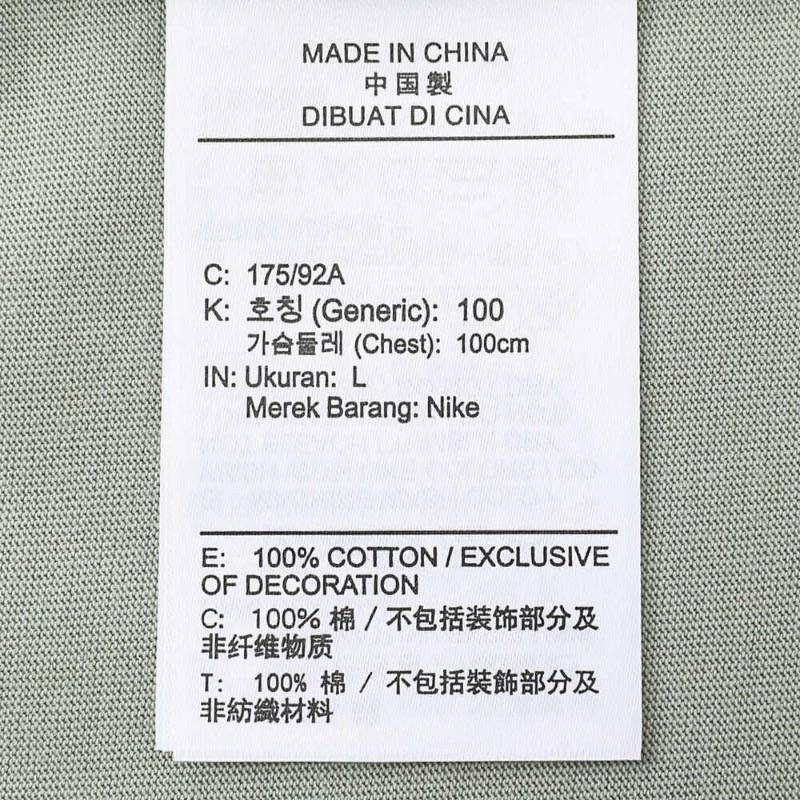 MADE IN CHINA
中国製
DIBUAT DI CINA
C: 175/92A
K: 호칭 (Generic): 100
가슴둘레 (Chest): 100cm
IN: Ukuran: L
Merek Barang: Nike
E: 100% COTTON / EXCLUSIVE
OF DECORATION
C: 100% 棉 / 不包括装饰部分及
非纤维物质
T: 100% 棉 / 不包括裝飾部分及
非紡織材料